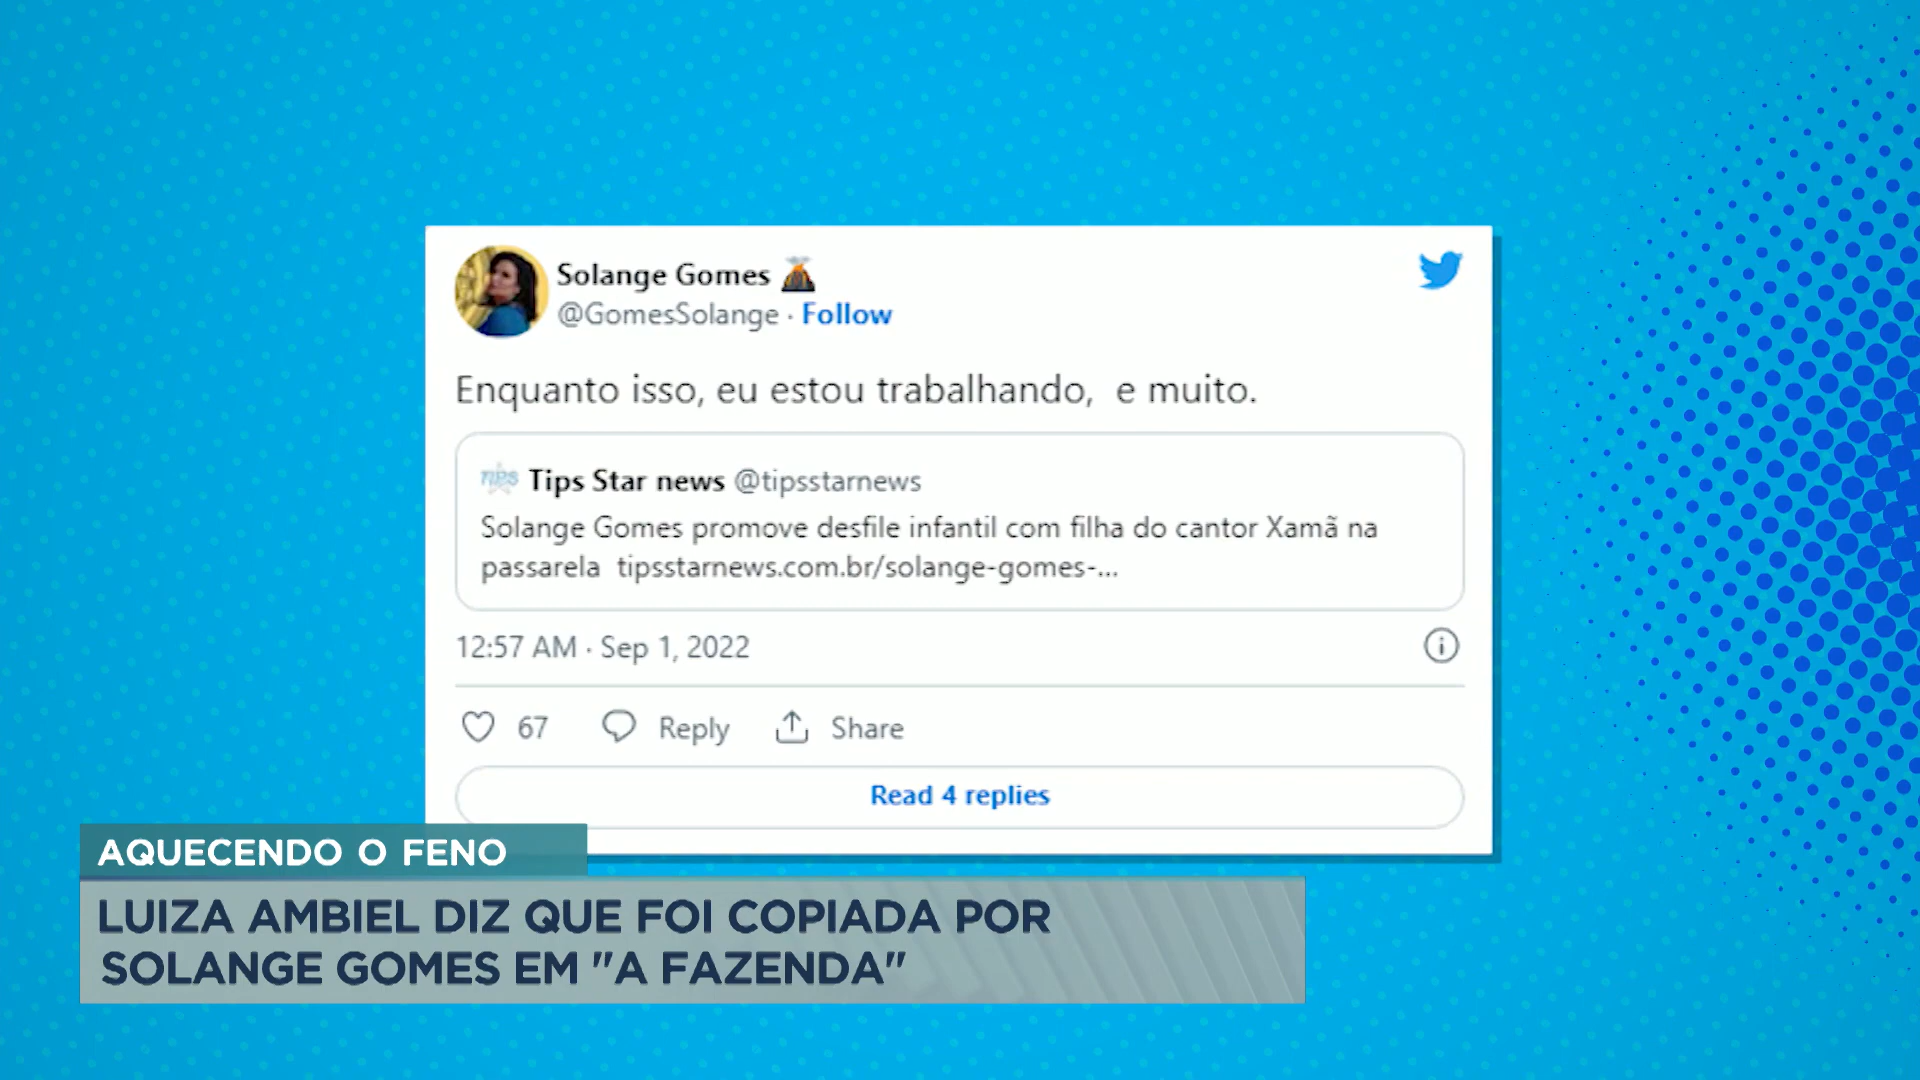 Solange Gomes 🌋
@GomesSolange · Follow
Enquanto isso, eu estou trabalhando, e muito.
TIPS
Tips Star news @tipsstarnews
Solange Gomes promove desfile infantil com filha do cantor Xamã na
passarela tipsstarnews.com.br/solange-gomes-...
12:57 AM · Sep 1, 2022
67 Reply Share
Read 4 replies
AQUECENDO O FENO
LUIZA AMBIEL DIZ QUE FOI COPIADA POR
SOLANGE GOMES EM "A FAZENDA"